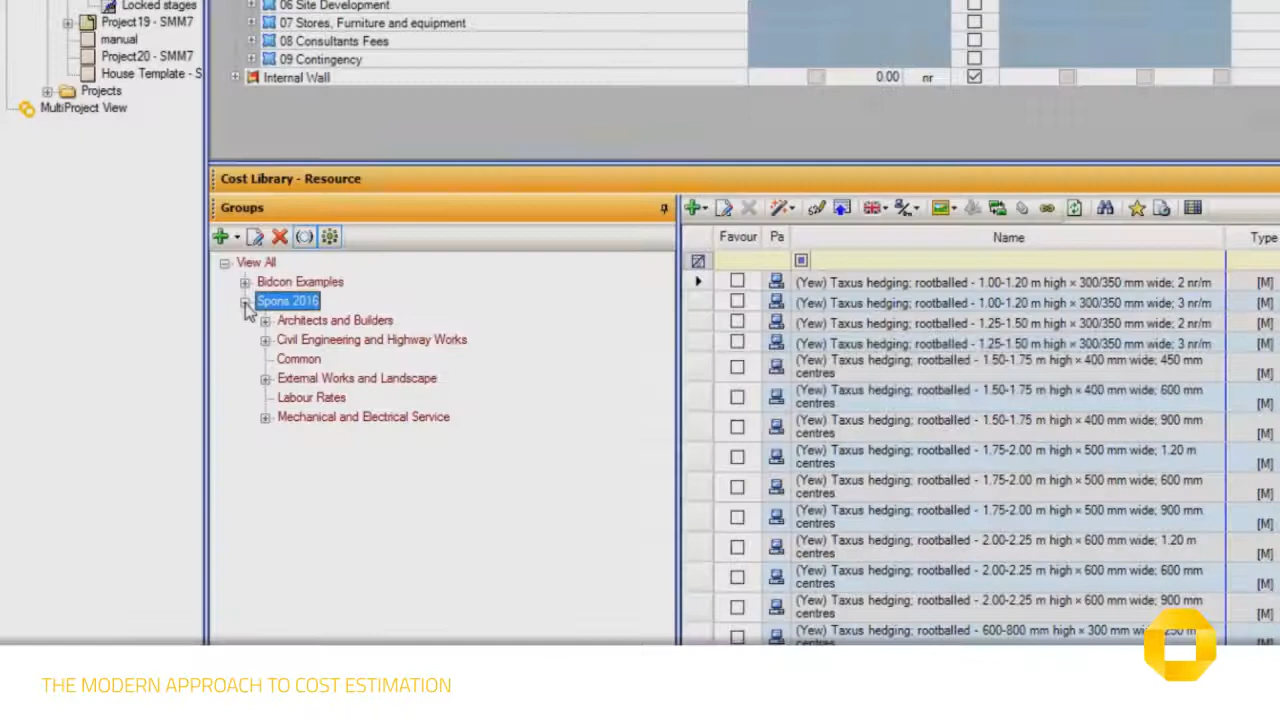 Locked stages
Project19 - SMM7
manual
Project20 - SMM7
House Template - S
Projects
MultiProject View
06 Site Development
07 Stores, Furniture and equipment
08 Consultants Fees
09 Contingency
Internal Wall
0.00
nr
Cost Library - Resource
Groups
View All
Bidcon Examples
Spons 2016
Architects and Builders
Civil Engineering and Highway Works
Common
External Works and Landscape
Labour Rates
Mechanical and Electrical Service
Favour
Pa
Name
Type
(Yew) Taxus hedging; rootballed - 1.00-1.20 m high × 300/350 mm wide; 2 nr/m
[M]
(Yew) Taxus hedging; rootballed - 1.00-1.20 m high × 300/350 mm wide; 3 nr/m
[M]
(Yew) Taxus hedging; rootballed - 1.25-1.50 m high × 300/350 mm wide; 2 nr/m
[M]
(Yew) Taxus hedging; rootballed - 1.25-1.50 m high × 300/350 mm wide; 3 nr/m
[M]
(Yew) Taxus hedging; rootballed - 1.50-1.75 m high × 400 mm wide; 450 mm
centres
[M]
(Yew) Taxus hedging; rootballed - 1.50-1.75 m high × 400 mm wide; 600 mm
centres
[M]
(Yew) Taxus hedging; rootballed - 1.50-1.75 m high × 400 mm wide; 900 mm
centres
[M]
(Yew) Taxus hedging; rootballed - 1.75-2.00 m high × 500 mm wide; 1.20 m
centres
[M]
(Yew) Taxus hedging; rootballed - 1.75-2.00 m high × 500 mm wide; 600 mm
centres
[M]
(Yew) Taxus hedging; rootballed - 1.75-2.00 m high × 500 mm wide; 900 mm
centres
[M]
(Yew) Taxus hedging; rootballed - 2.00-2.25 m high × 600 mm wide; 1.20 m
centres
[M]
(Yew) Taxus hedging; rootballed - 2.00-2.25 m high × 600 mm wide; 600 mm
centres
[M]
(Yew) Taxus hedging; rootballed - 2.00-2.25 m high × 600 mm wide; 900 mm
centres
[M]
(Yew) Taxus hedging; rootballed - 600-800 mm high × 300 mm
centres
THE MODERN APPROACH TO COST ESTIMATION